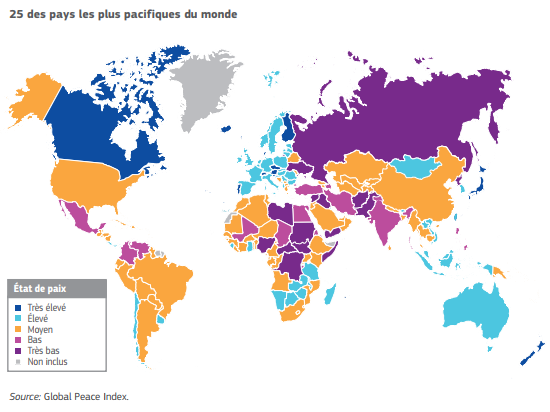 25 des pays les plus pacifiques du monde
État de paix
Très élevé
Élevé
Moyen
Bas
Très bas
Non inclus
Source: Global Peace Index.